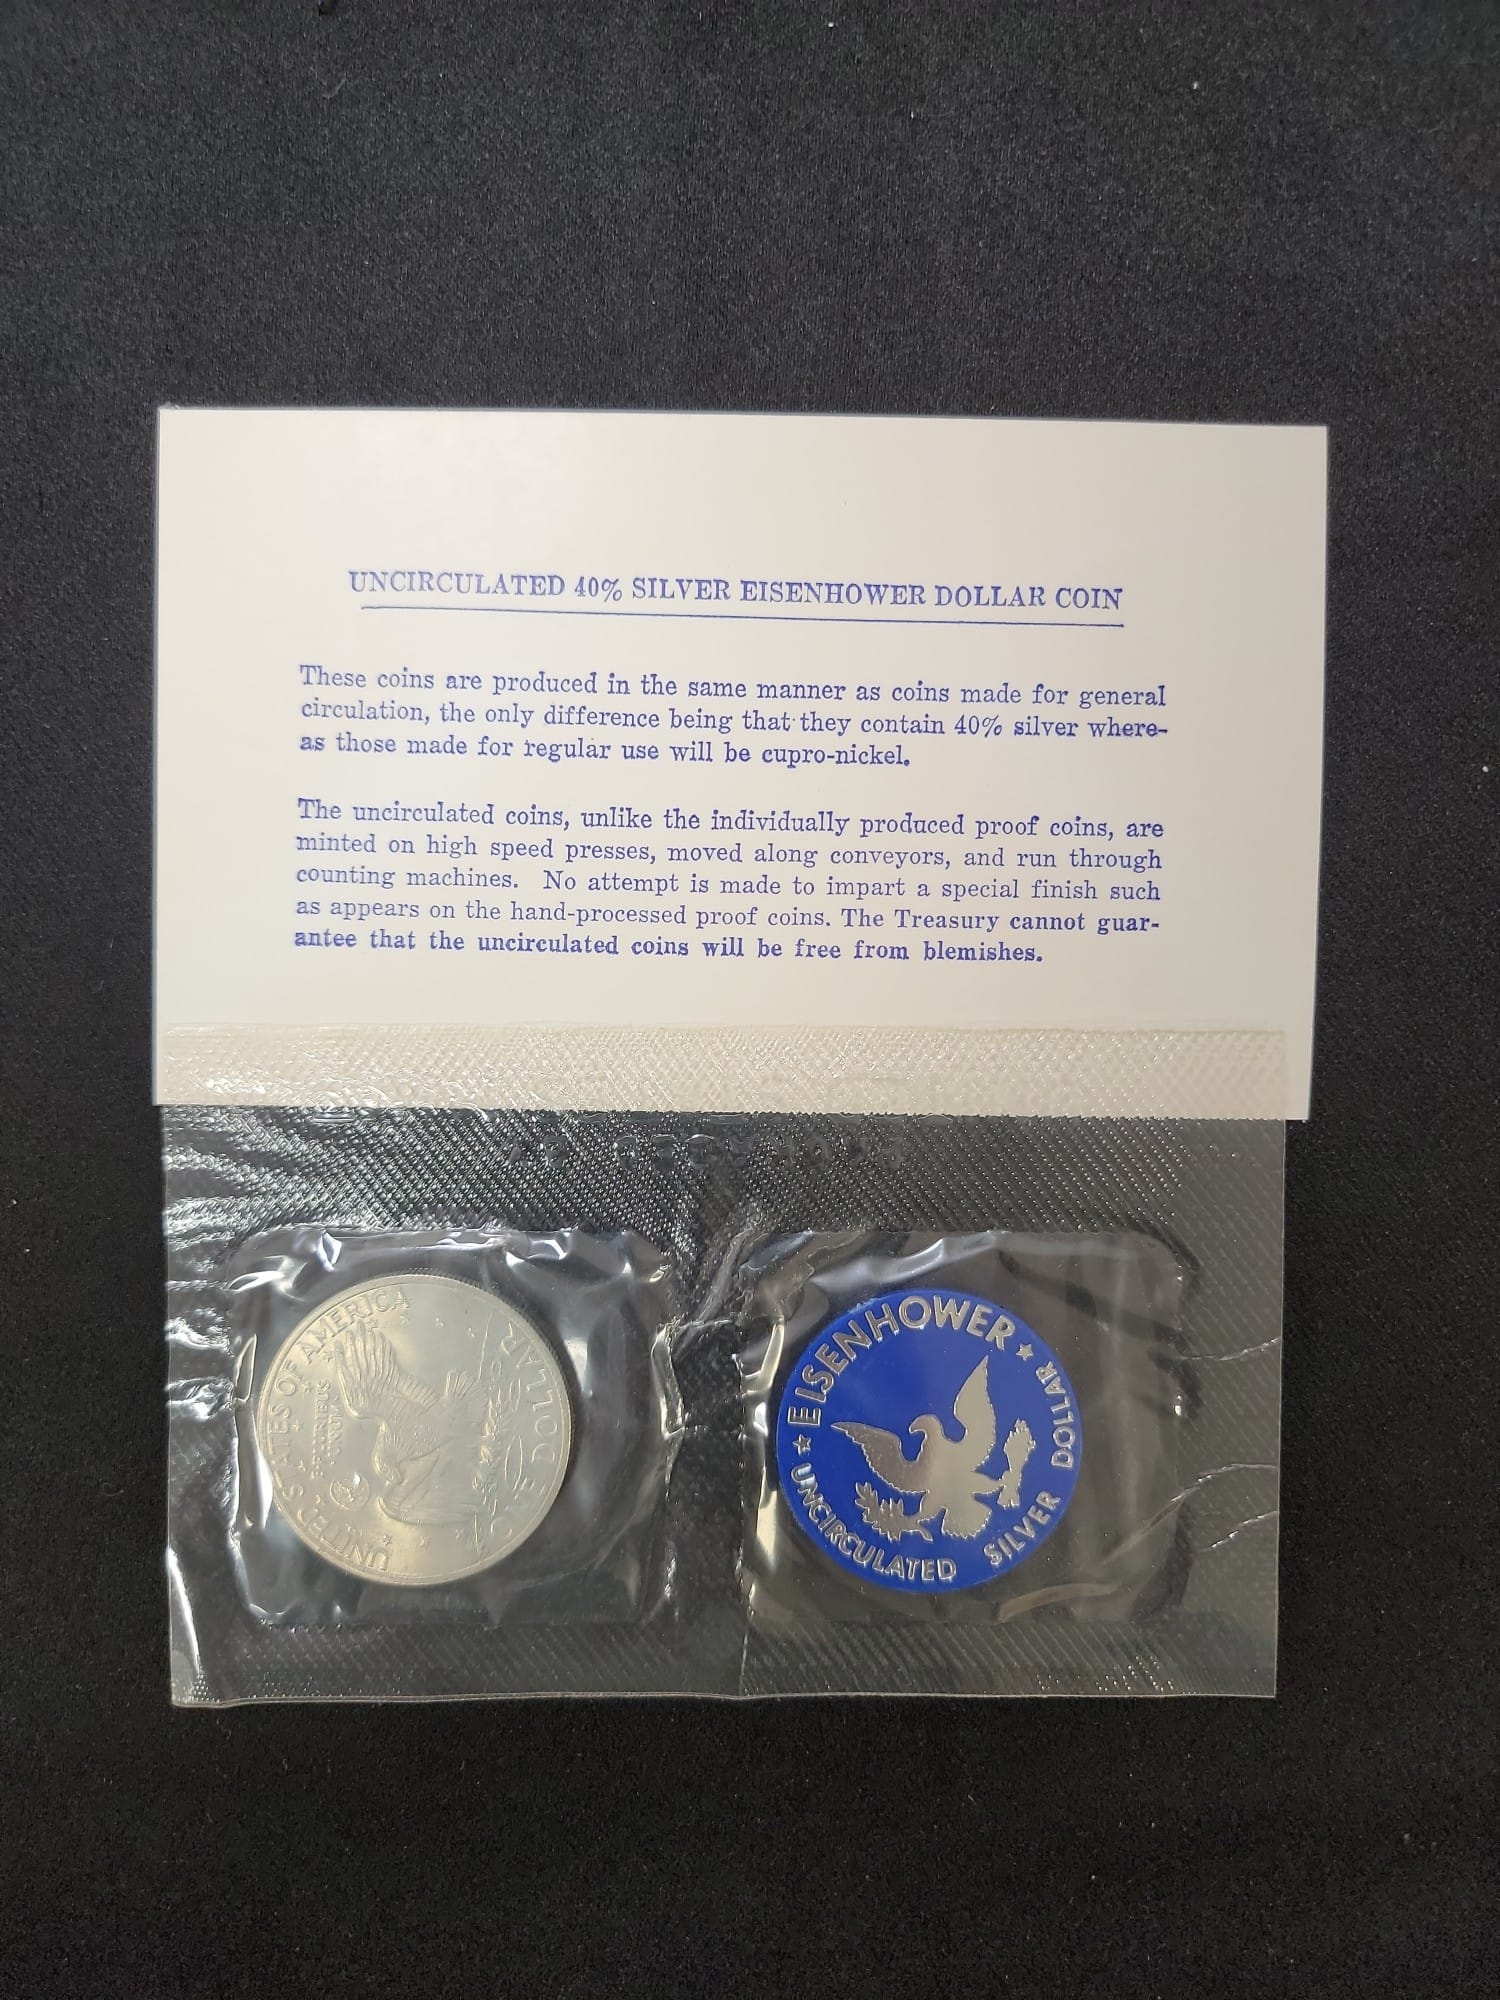 UNCIRCULATED 40% SILVER EISENHOWER DOLLAR COIN
These coins are produced in the same manner as coins made for general
circulation, the only difference being that they contain 40% silver where-
as those made for regular use will be cupro-nickel.
The uncirculated coins, unlike the individually produced proof coins, are
minted on high speed presses, moved along conveyors, and run through
counting machines. No attempt is made to impart a special finish such
as appears on the hand-processed proof coins. The Treasury cannot guar-
antee that the uncirculated coins will be free from blemishes.
UNITED STATES OF AMERICA
E PLURIBUS
UNUM
ONE DOLLAR
★ EISENHOWER ★
UNCIRCULATED SILVER DOLLAR